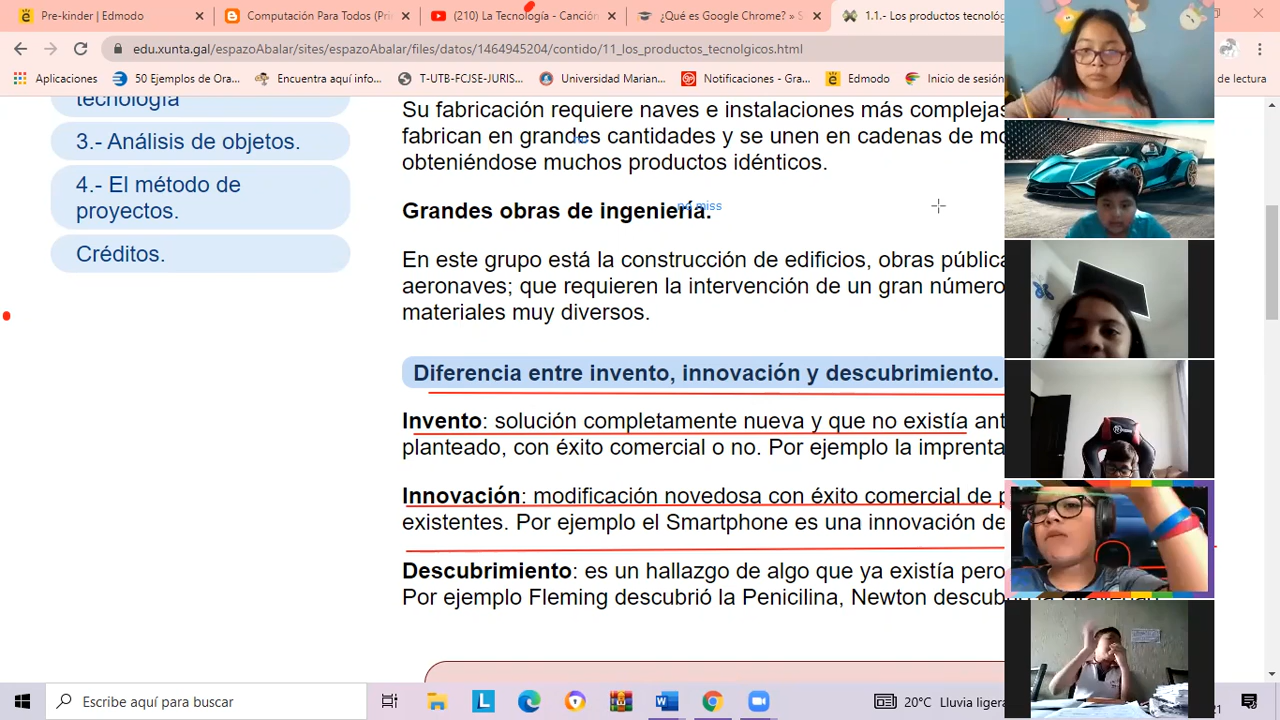 Pre-kinder | Edmodo
Computación Para Todos (Pri
(210) La Tecnología - Canción
¿Qué es Google Chrome? » S
1.1.- Los productos tecnológ
edu.xunta.gal/espazoAbalar/sites/espazoAbalar/files/datos/1464945204/contido/11_los_productos_tecnolgicos.html
Aplicaciones
50 Ejemplos de Ora...
Encuentra aquí info...
T-UTB-FCJSE-JURIS...
Universidad Marian...
Notificaciones - Gra...
Edmodo
Inicio de sesión
de lectura
tecnología
3.- Análisis de objetos.
4.- El método de
proyectos.
Créditos.
Su fabricación requiere naves e instalaciones más complejas
fabrican en grandes cantidades y se unen en cadenas de mo
obteniéndose muchos productos idénticos.
Grandes obras de ingeniería.
miss
En este grupo está la construcción de edificios, obras pública
aeronaves; que requieren la intervención de un gran número
materiales muy diversos.
Diferencia entre invento, innovación y descubrimiento.
Invento: solución completamente nueva y que no existía ant
planteado, con éxito comercial o no. Por ejemplo la imprenta
Innovación: modificación novedosa con éxito comercial de p
existentes. Por ejemplo el Smartphone es una innovación de
Descubrimiento: es un hallazgo de algo que ya existía pero
Por ejemplo Fleming descubrió la Penicilina, Newton descub
Escribe aquí para buscar
20°C Lluvia ligera
21